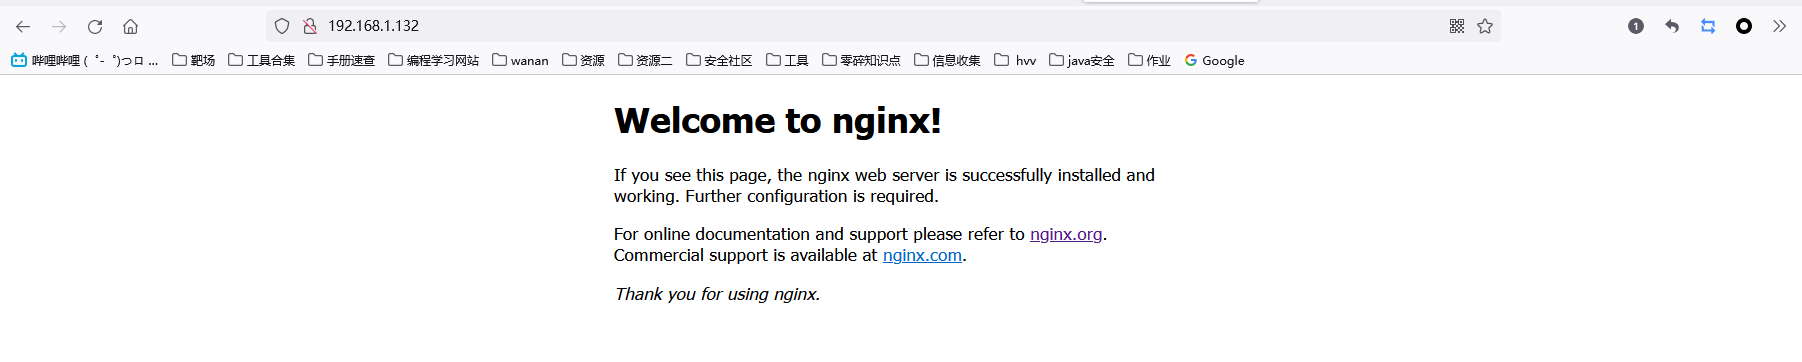 192.168.1.132
1
哔哩哔哩 (゜-゜)つロ ... 靶场 工具合集 手册速查 编程学习网站 wanan 资源 资源二 安全社区 工具 零碎知识点 信息收集 hvv java安全 作业 Google
Welcome to nginx!
If you see this page, the nginx web server is successfully installed and
working. Further configuration is required.
For online documentation and support please refer to nginx.org.
Commercial support is available at nginx.com.
Thank you for using nginx.